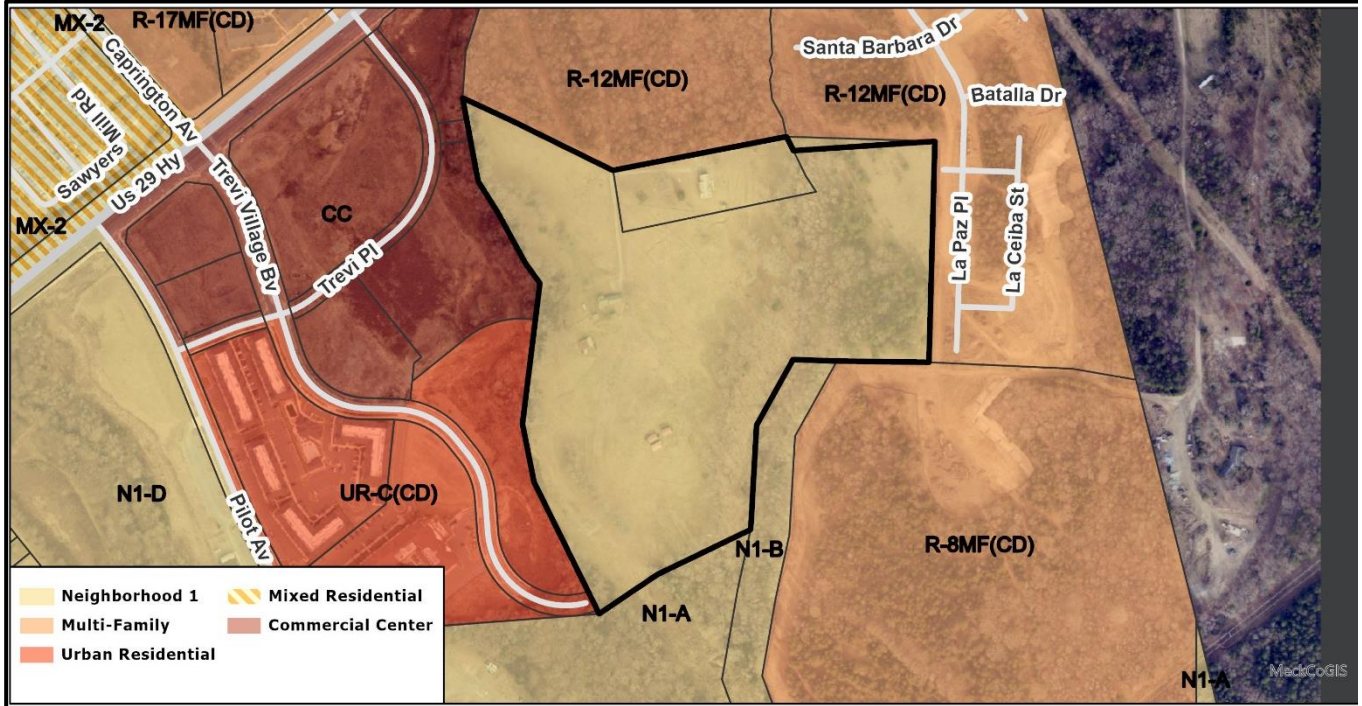 MX-2
R-17MF(CD)
Caprington Av
Mill Rd
Sawyers
Us 29 Hy
MX-2
Trevi Village Bv
CC
Trevi Pl
R-12MF(CD)
Santa Barbara Dr
R-12MF(CD)
Batalla Dr
La Paz Pl
La Ceiba St
N1-D
Pilot Av
UR-C(CD)
N1-B
N1-A
R-8MF(CD)
N1-A
Neighborhood 1
Mixed Residential
Multi-Family
Commercial Center
Urban Residential
MeckCoGIS